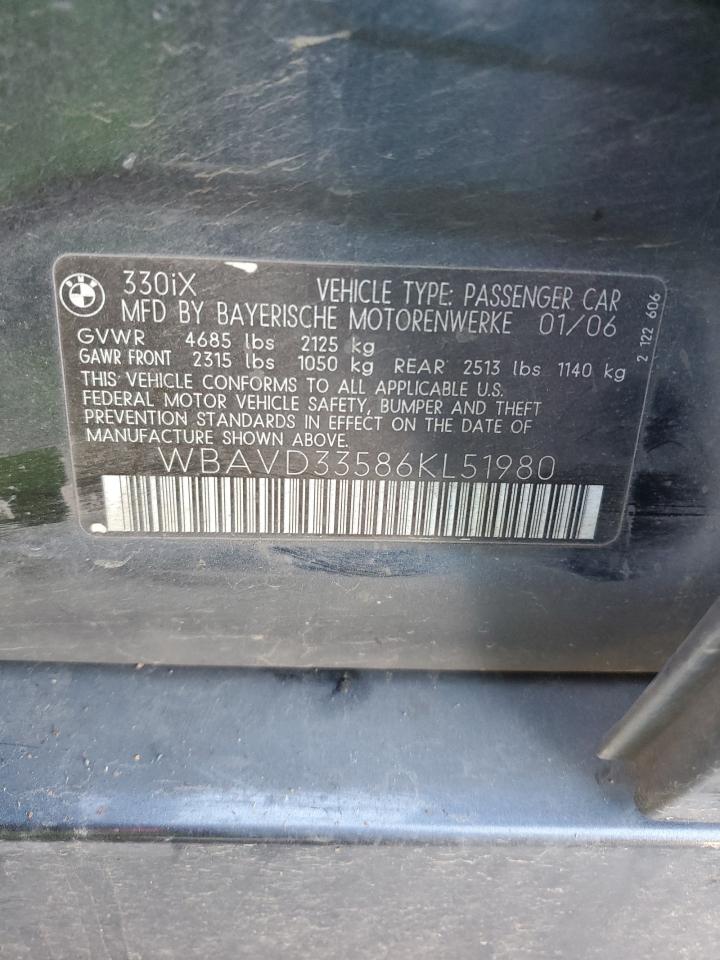 BMW
330iX VEHICLE TYPE: PASSENGER CAR
MFD BY BAYERISCHE MOTORENWERKE 01/06
GVWR 4685 lbs 2125 kg
GAWR FRONT 2315 lbs 1050 kg REAR 2513 lbs 1140 kg
THIS VEHICLE CONFORMS TO ALL APPLICABLE U.S.
FEDERAL MOTOR VEHICLE SAFETY, BUMPER AND THEFT
PREVENTION STANDARDS IN EFFECT ON THE DATE OF
MANUFACTURE SHOWN ABOVE.
WBAVD33586KL51980
2 122 606